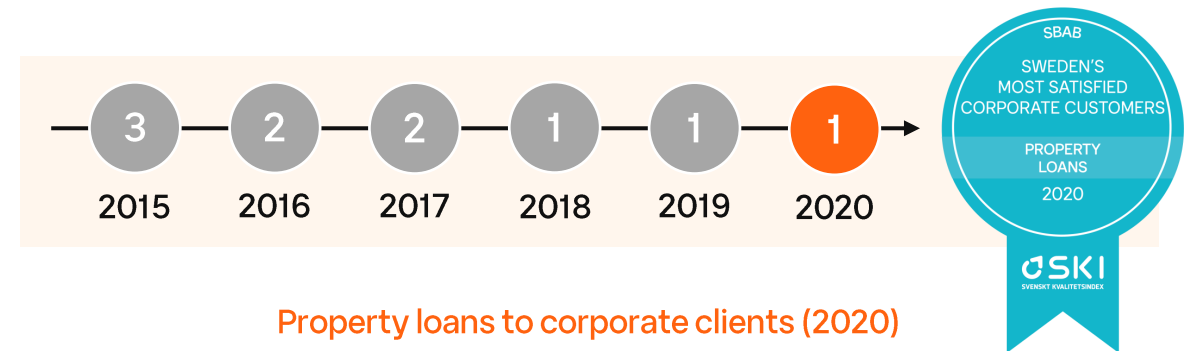 3 2 2 1 1 1
2015 2016 2017 2018 2019 2020
SBAB
SWEDEN'S
MOST SATISFIED
CORPORATE CUSTOMERS
PROPERTY
LOANS
2020
SKI
SVENSKT KVALITETSINDEX
Property loans to corporate clients (2020)